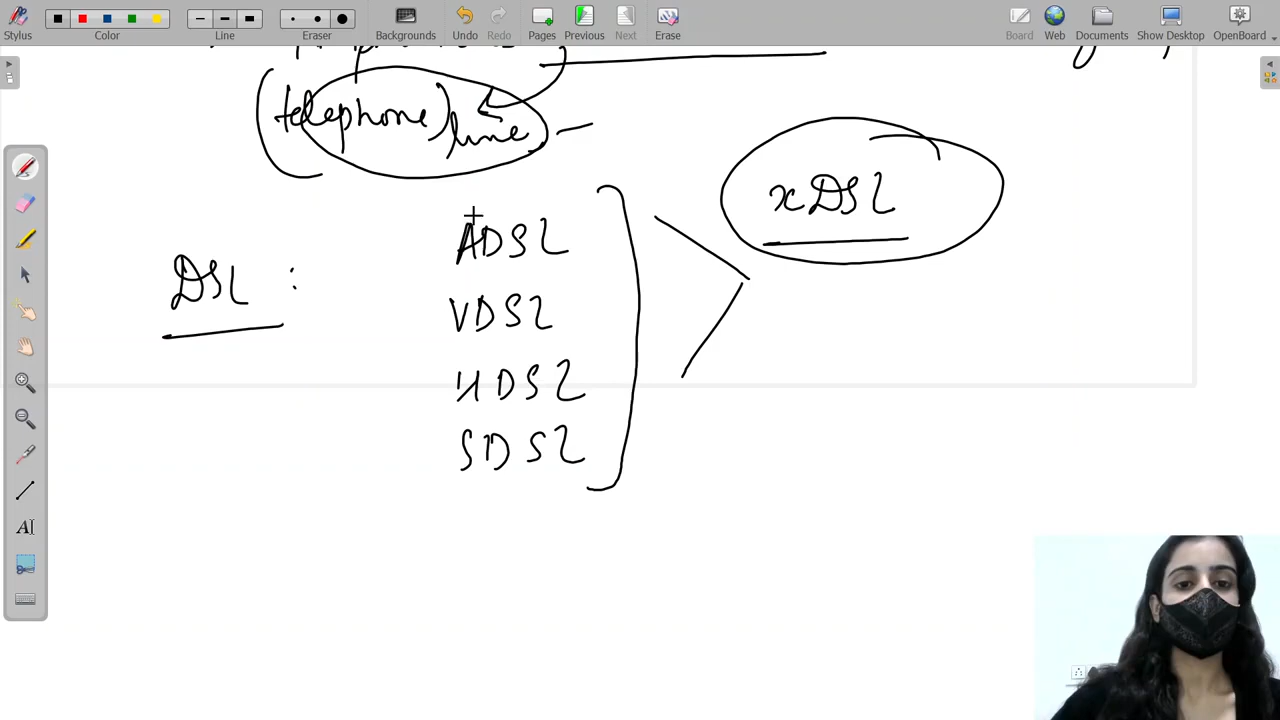 Stylus
Color
Line
Eraser
Backgrounds
Undo
Redo
Pages
Previous
Next
Erase
Board
Web
Documents
Show Desktop
OpenBoard
(telephone) line -
xDSL
DSL :
ADSL
VDSL
HDSL
SDSL
AI